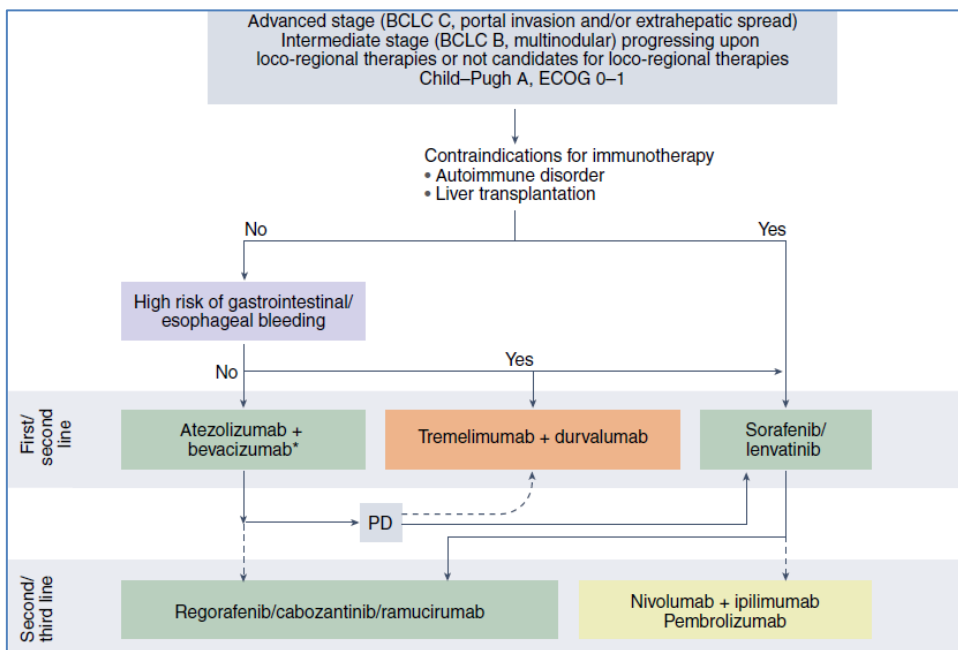 Advanced stage (BCLC C, portal invasion and/or extrahepatic spread)
Intermediate stage (BCLC B, multinodular) progressing upon
loco-regional therapies or not candidates for loco-regional therapies
Child–Pugh A, ECOG 0–1
Contraindications for immunotherapy
• Autoimmune disorder
• Liver transplantation
No
Yes
High risk of gastrointestinal/
esophageal bleeding
Yes
No
First/
second
line
Atezolizumab +
bevacizumab*
Tremelimumab + durvalumab
Sorafenib/
lenvatinib
PD
Second/
third line
Regorafenib/cabozantinib/ramucirumab
Nivolumab + ipilimumab
Pembrolizumab